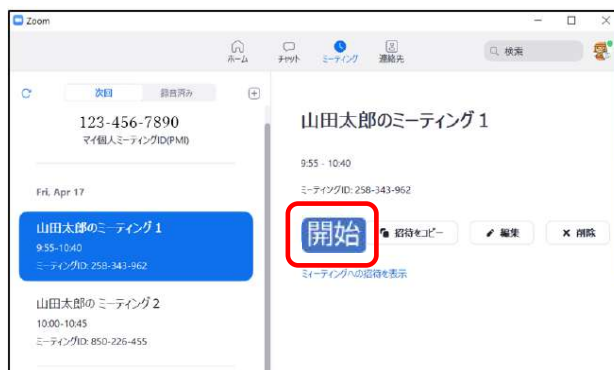 Zoom
ホーム
チャット
ミーティング
連絡先
検索
次回
録音済み
123-456-7890
マイ個人ミーティングID(PMI)
Fri, Apr 17
山田太郎のミーティング 1
9:55-10:40
ミーティングID: 258-343-962
山田太郎の ミーティング 2
10:00-10:45
ミーティングID: 850-226-455
山田太郎のミーティング 1
9:55 - 10:40
ミーティングID: 258-343-962
開始
招待をコピー
編集
削除
ミィーティングへの招待を表示